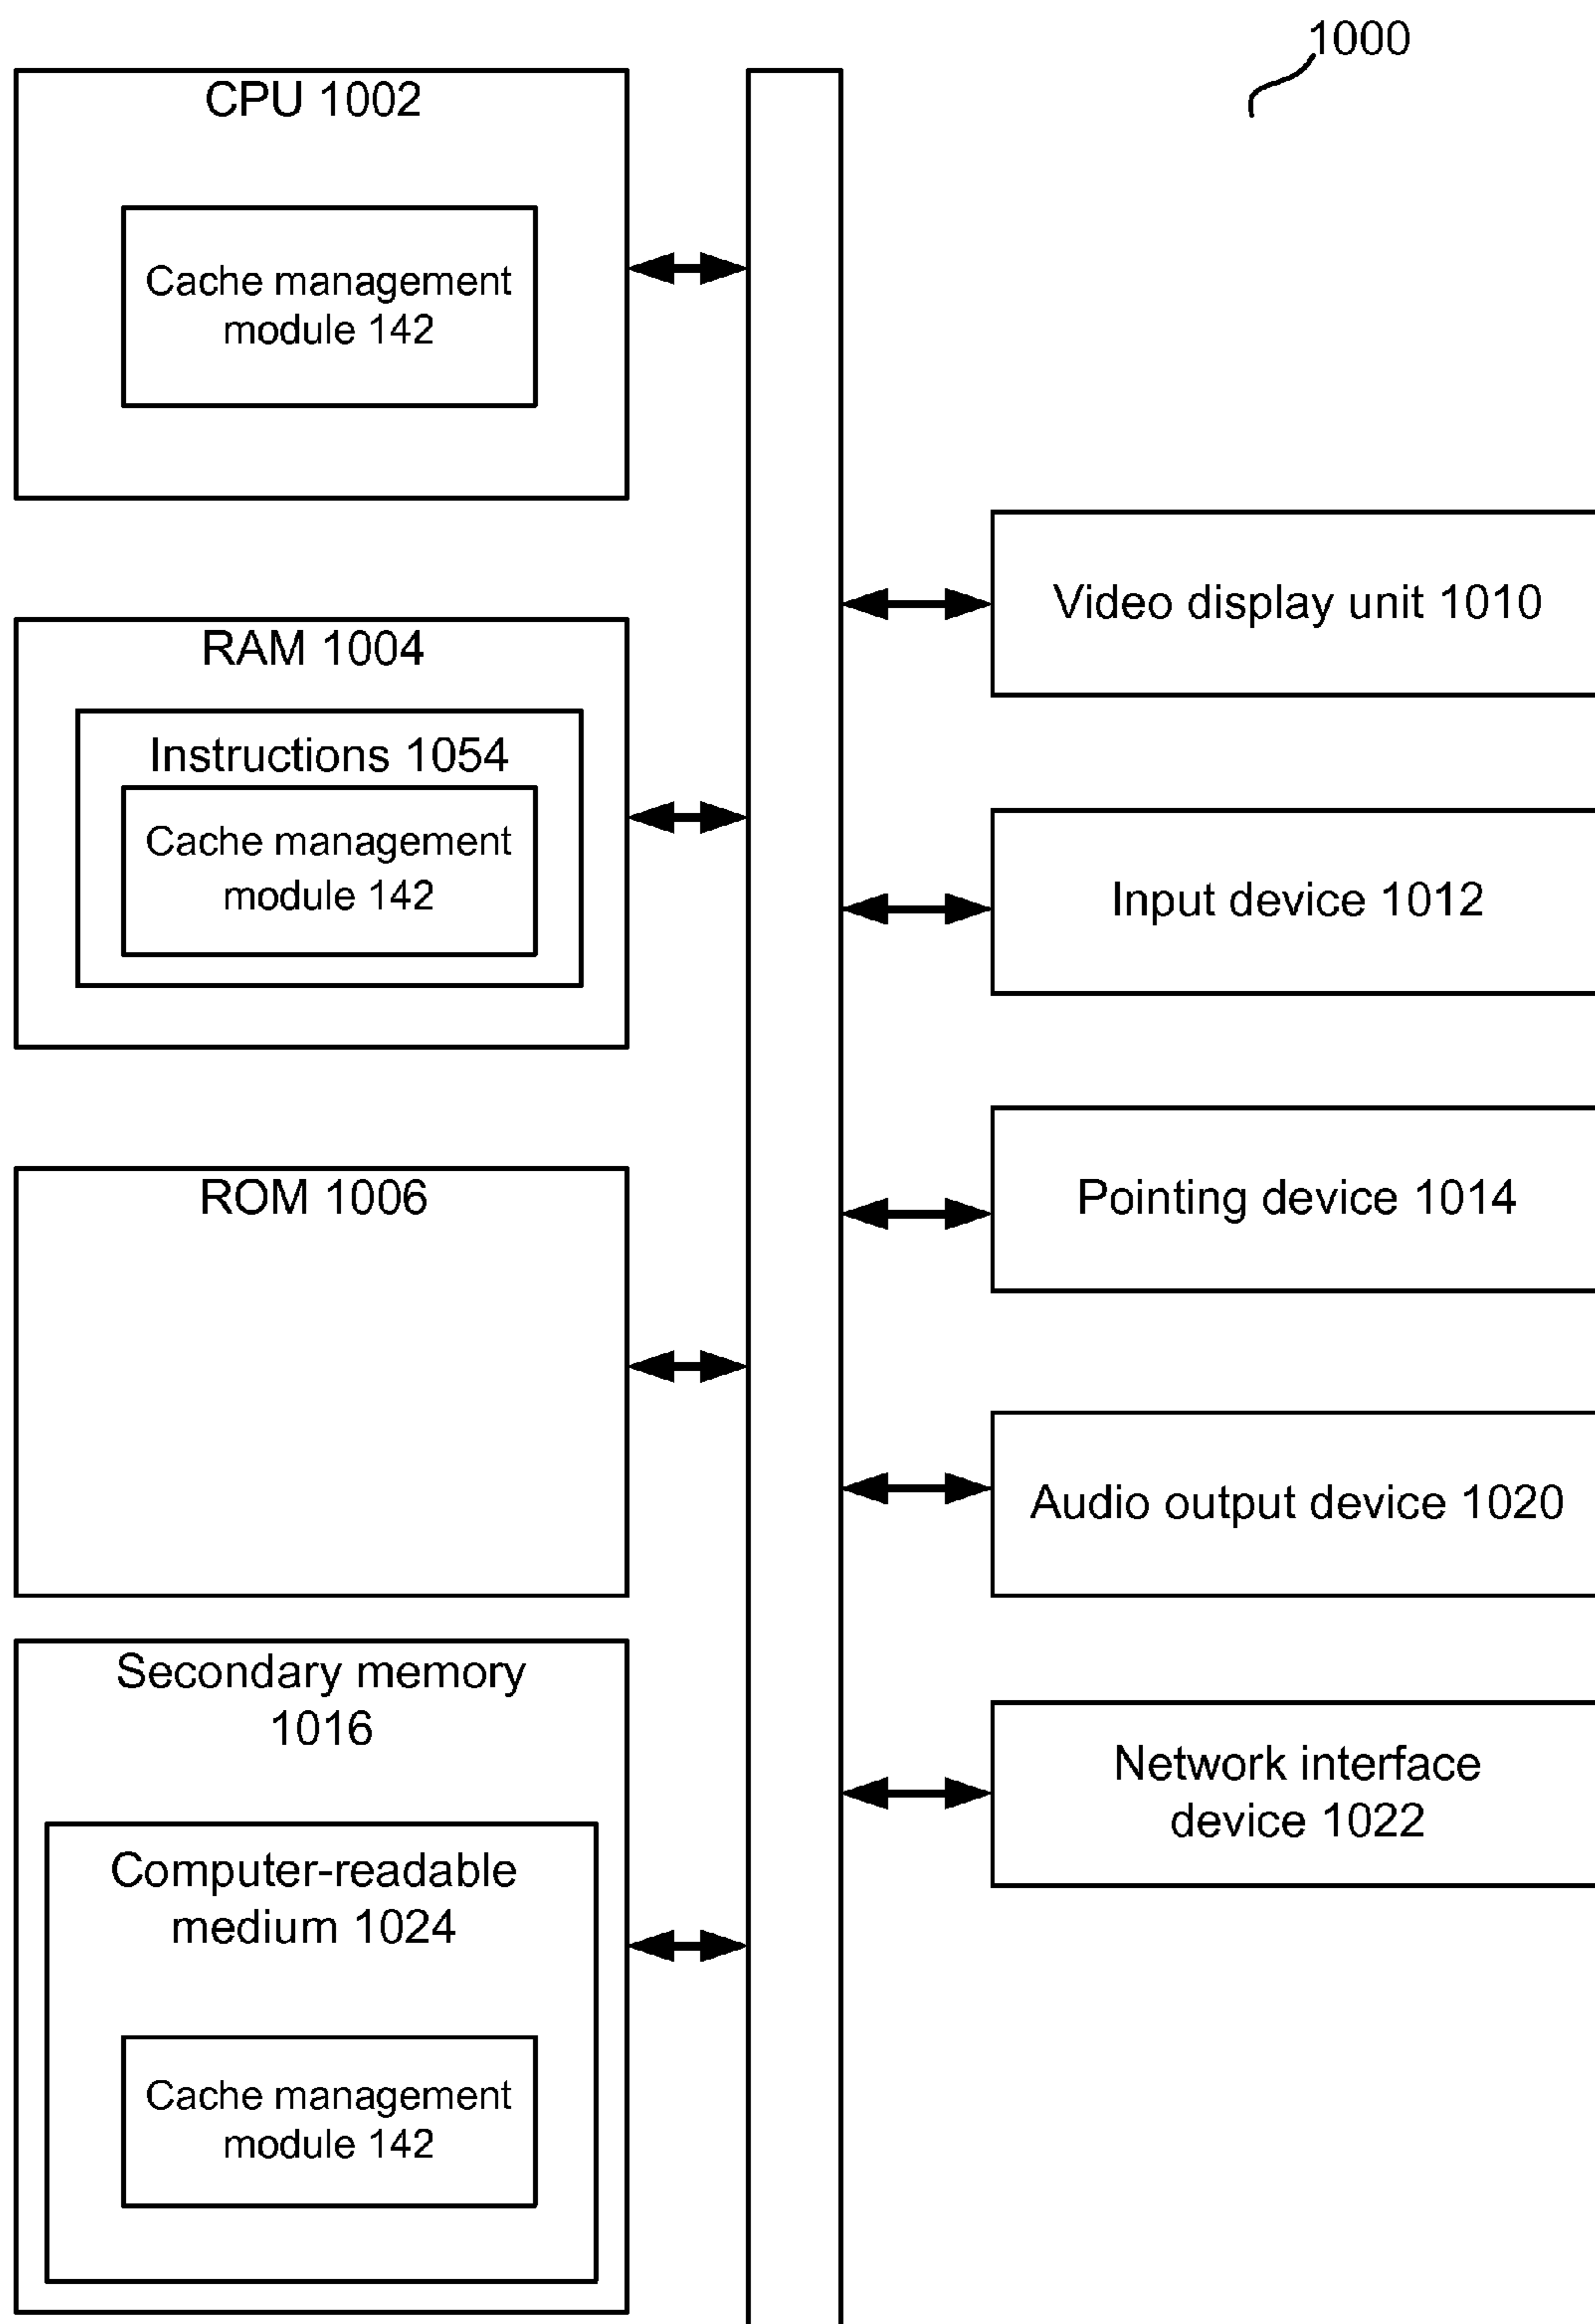 1000
CPU 1002
Cache management
module 142
RAM 1004
Instructions 1054
Cache management
module 142
ROM 1006
Secondary memory
1016
Computer-readable
medium 1024
Cache management
module 142
Video display unit 1010
Input device 1012
Pointing device 1014
Audio output device 1020
Network interface
device 1022